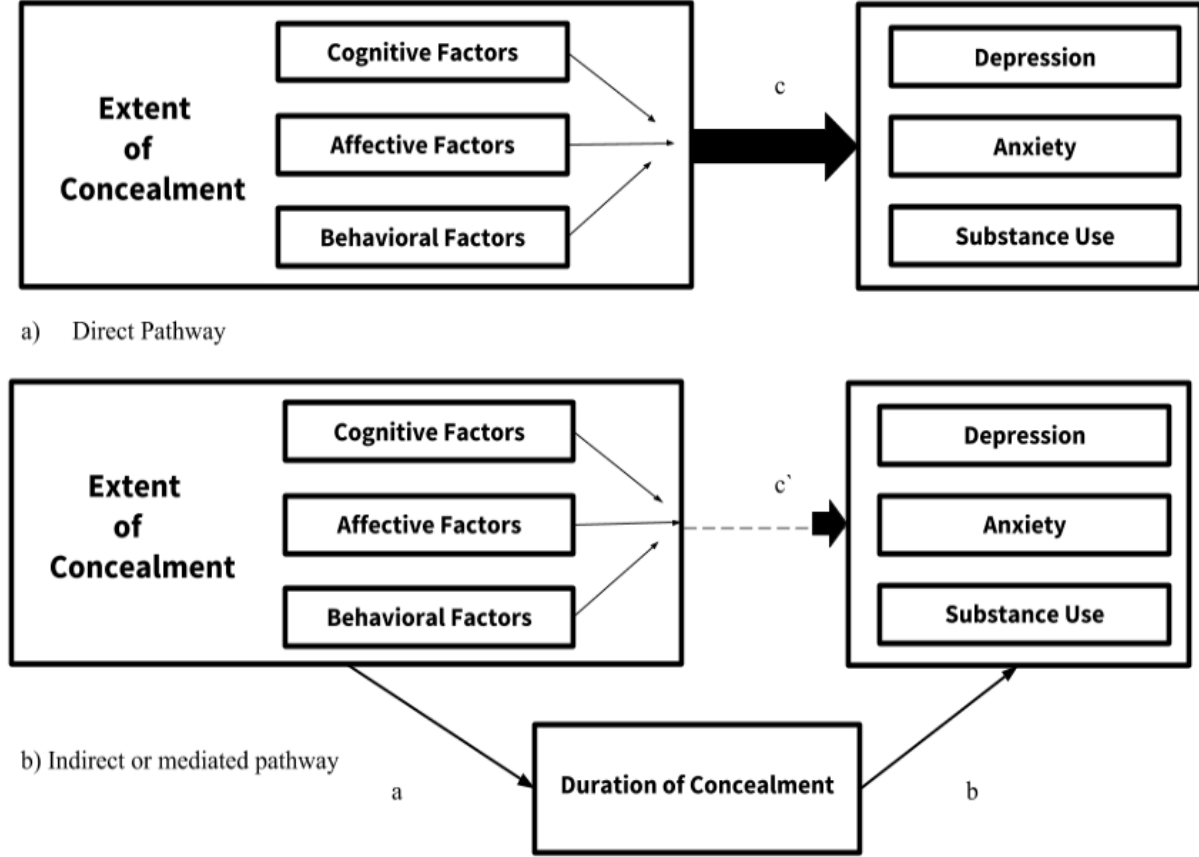 Cognitive Factors
Extent
of
Concealment
Affective Factors
Behavioral Factors
c
Depression
Anxiety
Substance Use
a) Direct Pathway
Cognitive Factors
Extent
of
Concealment
Affective Factors
Behavioral Factors
c`
Depression
Anxiety
Substance Use
b) Indirect or mediated pathway
a
Duration of Concealment
b